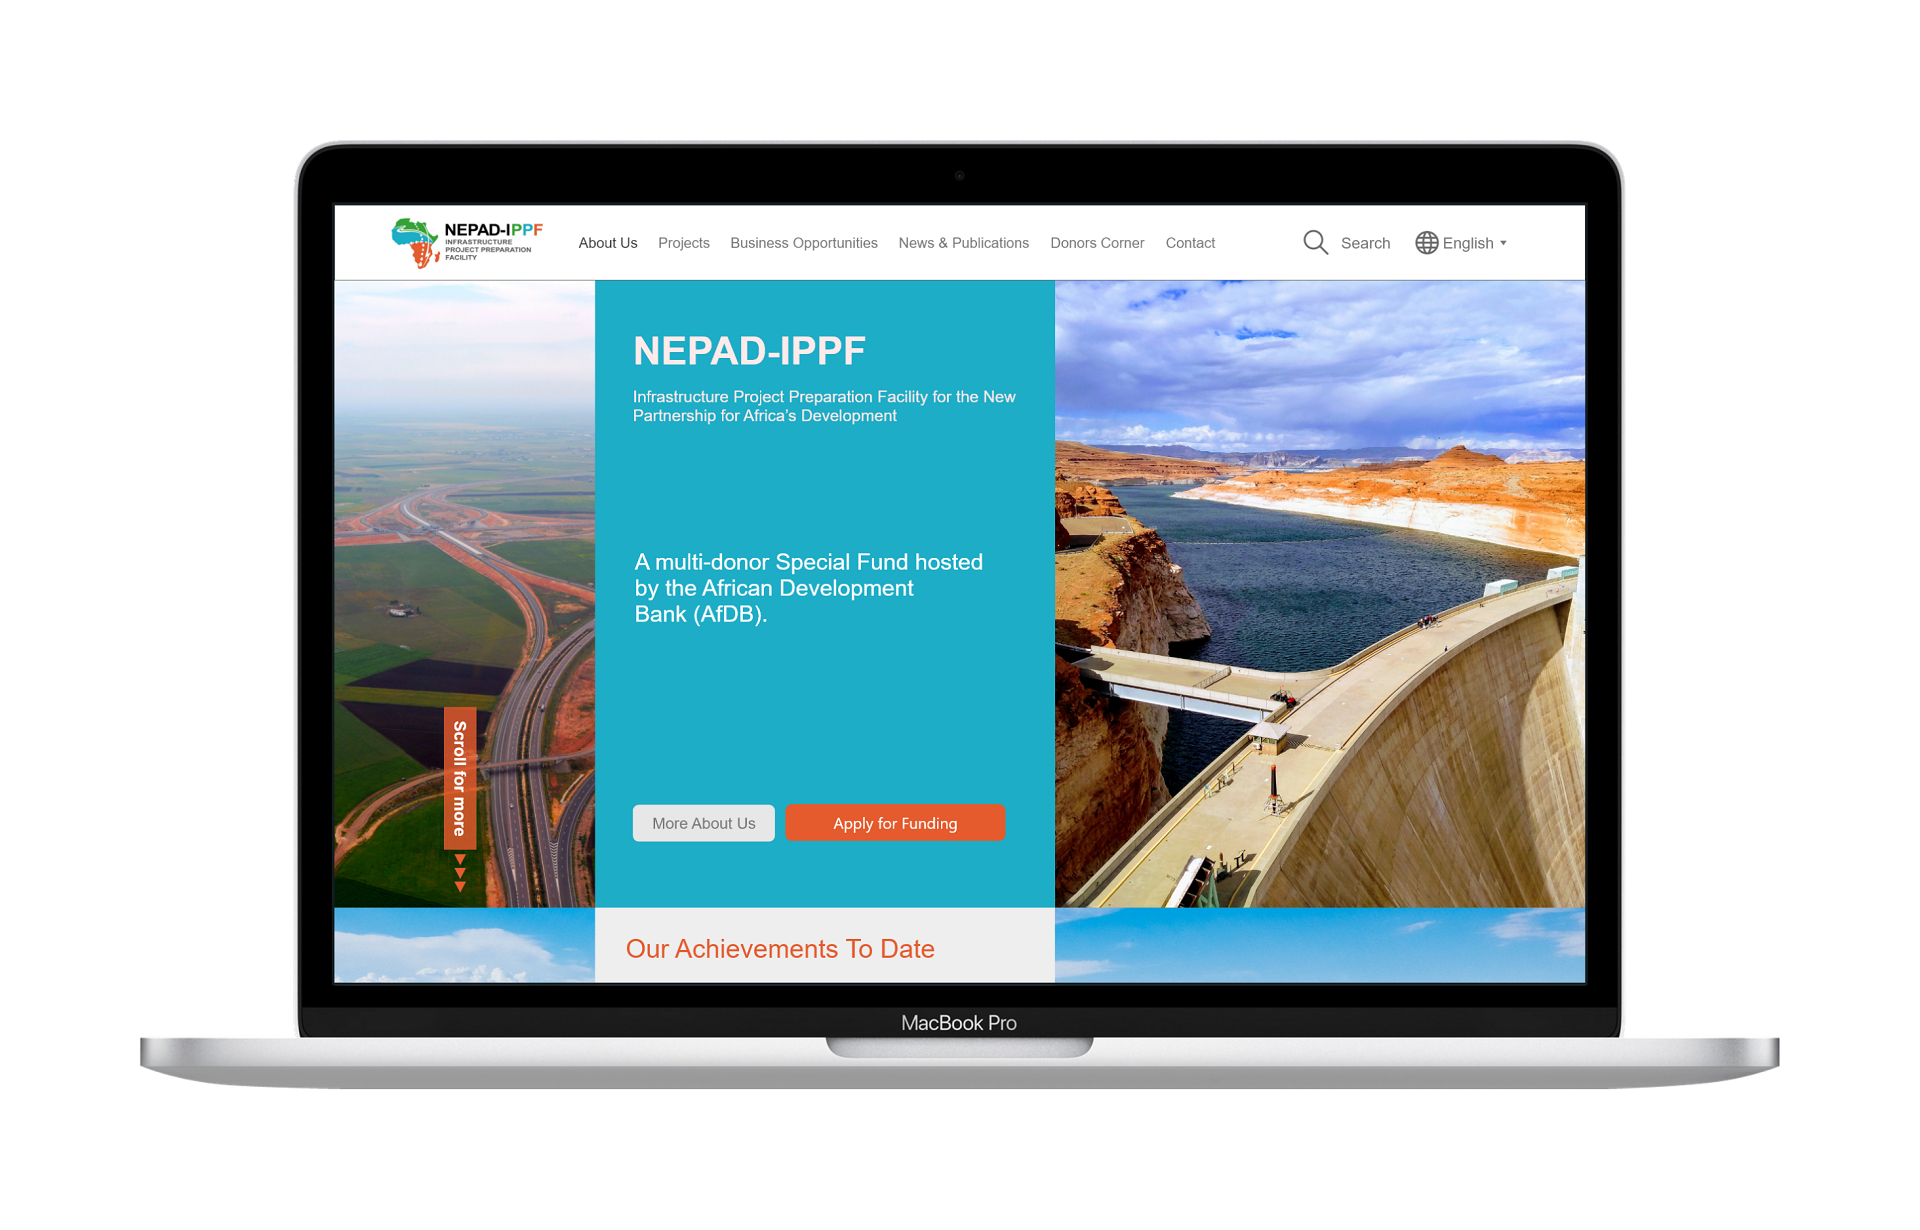 NEPAD-IPPF
INFRASTRUCTURE
PROJECT PREPARATION
FACILITY
About Us
Projects
Business Opportunities
News & Publications
Donors Corner
Contact
Search
English
NEPAD-IPPF
Infrastructure Project Preparation Facility for the New
Partnership for Africa's Development
A multi-donor Special Fund hosted
by the African Development
Bank (AfDB).
Scroll for more
More About Us
Apply for Funding
Our Achievements To Date
MacBook Pro